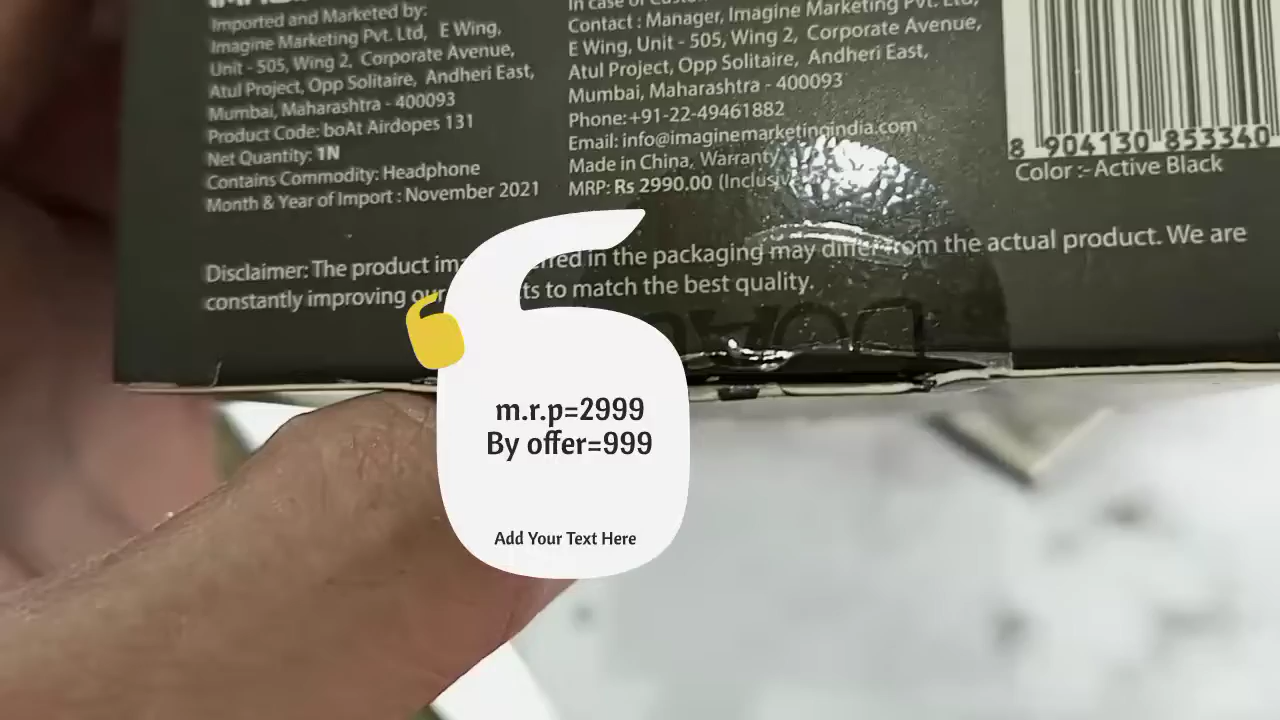 Imported and Marketed by:
Imagine Marketing Pvt. Ltd, E Wing,
Unit - 505, Wing 2, Corporate Avenue,
Atul Project, Opp Solitaire, Andheri East,
Mumbai, Maharashtra - 400093
Product Code: boAt Airdopes 131
Net Quantity: 1N
Contains Commodity: Headphone
Month & Year of Import : November 2021
In case of
Contact : Manager, Imagine Marketing Pvt. Ltd,
E Wing, Unit - 505, Wing 2, Corporate Avenue,
Atul Project, Opp Solitaire, Andheri East,
Mumbai, Maharashtra - 400093
Phone: +91-22-49461882
Email: info@imaginemarketingindia.com
Made in China, Warranty
MRP: Rs 2990.00
8 904130 853340
Color :- Active Black
Disclaimer: The product in the packaging may differ from the actual product. We are
constantly improving our to match the best quality.
m.r.p=2999
By offer=999
Add Your Text Here